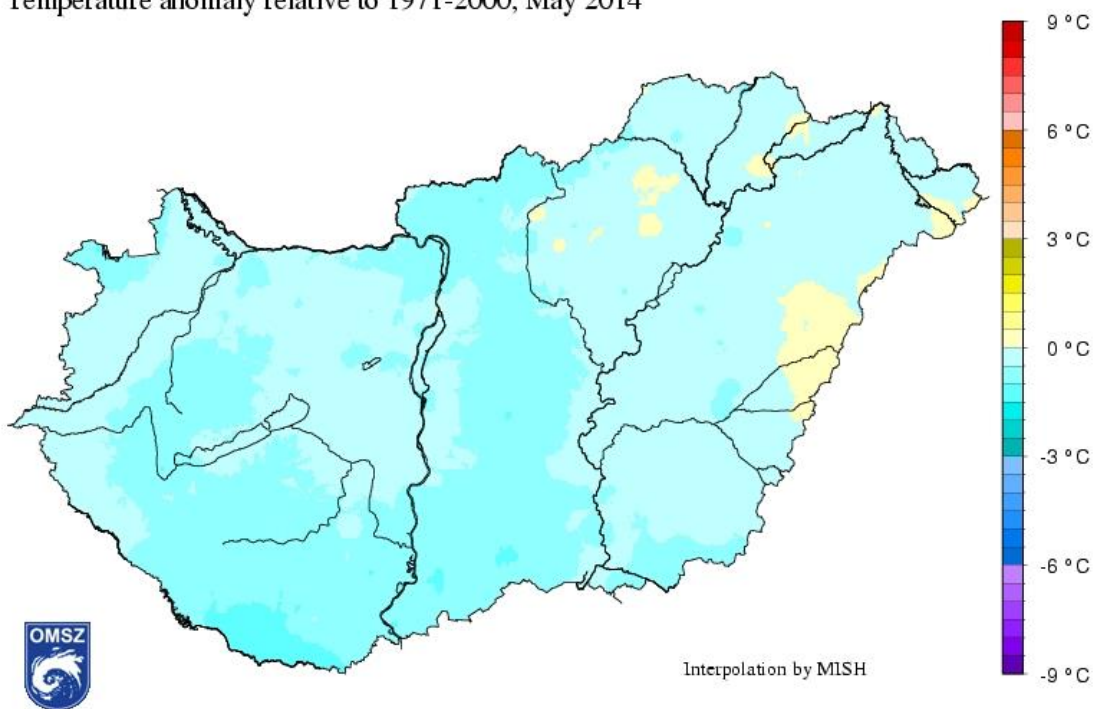 Temperature anomaly relative to 1971-2000, May 2014
9 °C
6 °C
3 °C
0 °C
-3 °C
-6 °C
-9 °C
OMSZ
Interpolation by MISH